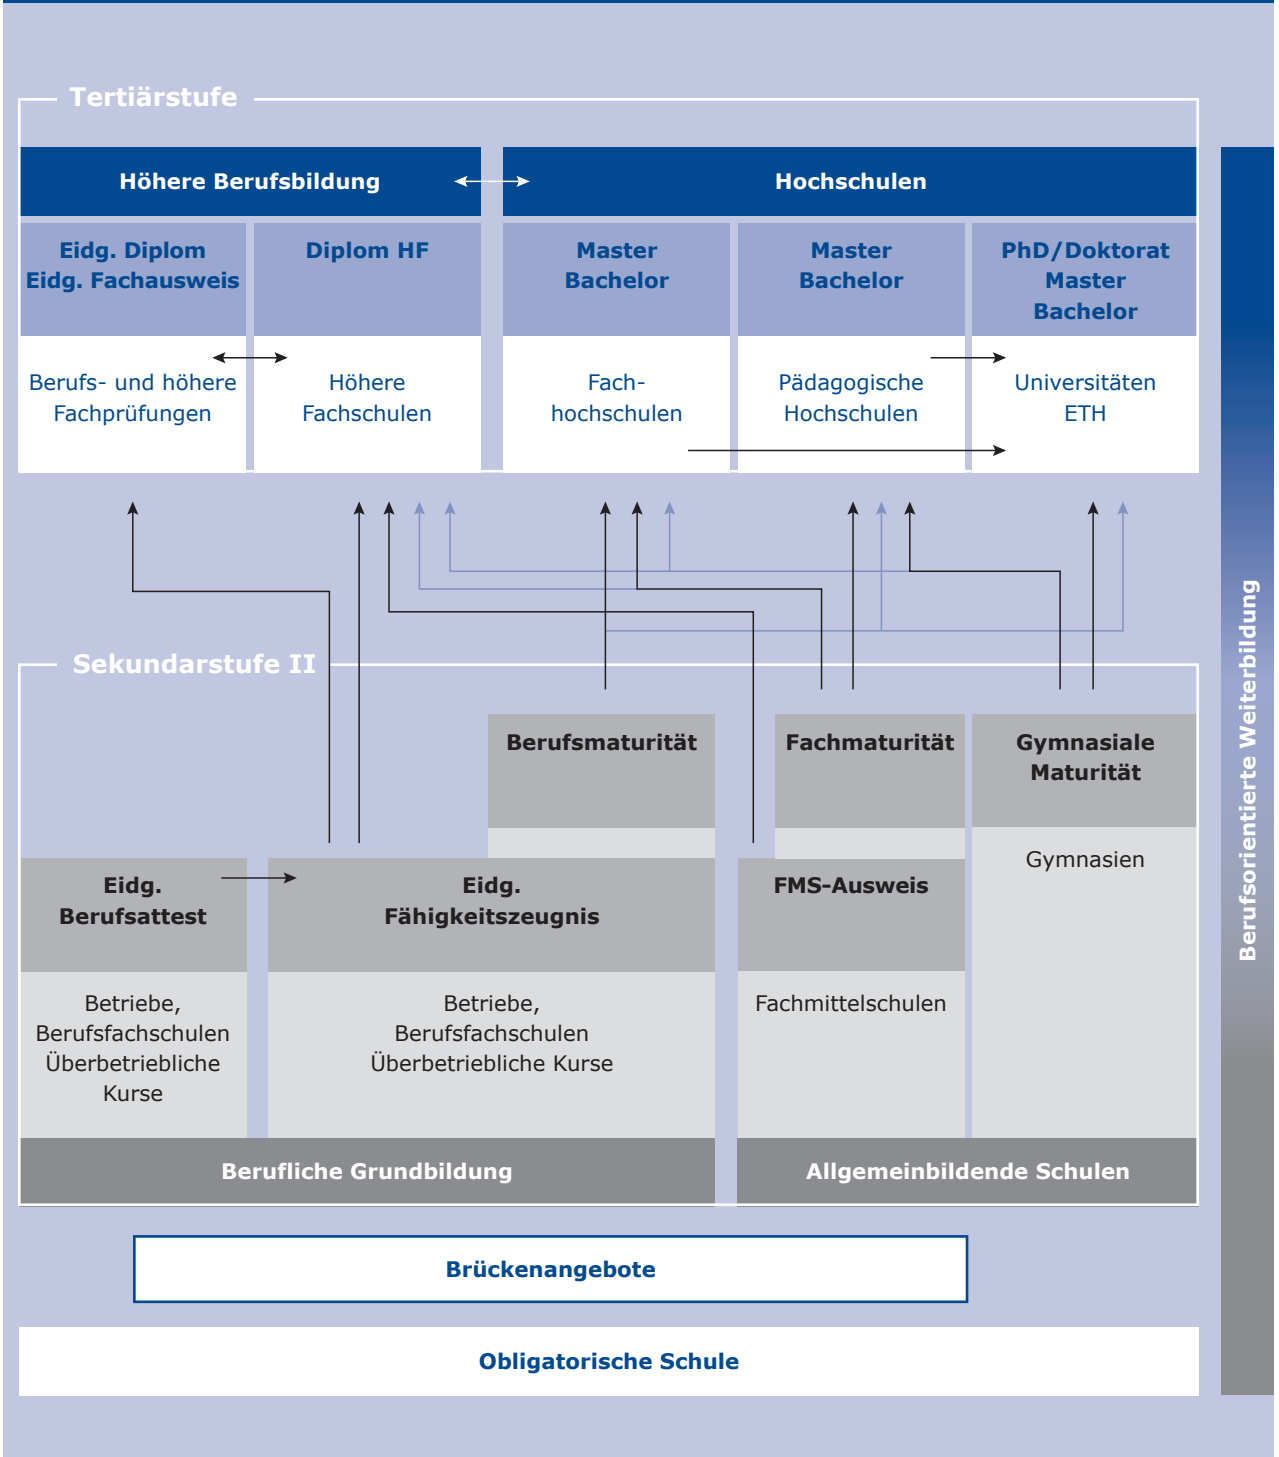 Tertiärstufe
Höhere Berufsbildung
Hochschulen
Eidg. Diplom
Eidg. Fachausweis
Diplom HF
Master
Bachelor
Master
Bachelor
PhD/Doktorat
Master
Bachelor
Berufs- und höhere
Fachprüfungen
Höhere
Fachschulen
Fach-
hochschulen
Pädagogische
Hochschulen
Universitäten
ETH
Sekundarstufe II
Berufsmaturität
Fachmaturität
Gymnasiale
Maturität
Gymnasien
Eidg.
Berufsattest
Eidg.
Fähigkeitszeugnis
FMS-Ausweis
Betriebe,
Berufsfachschulen
Überbetriebliche
Kurse
Betriebe,
Berufsfachschulen
Überbetriebliche Kurse
Fachmittelschulen
Berufliche Grundbildung
Allgemeinbildende Schulen
Brückenangebote
Obligatorische Schule
Berufsorientierte Weiterbildung